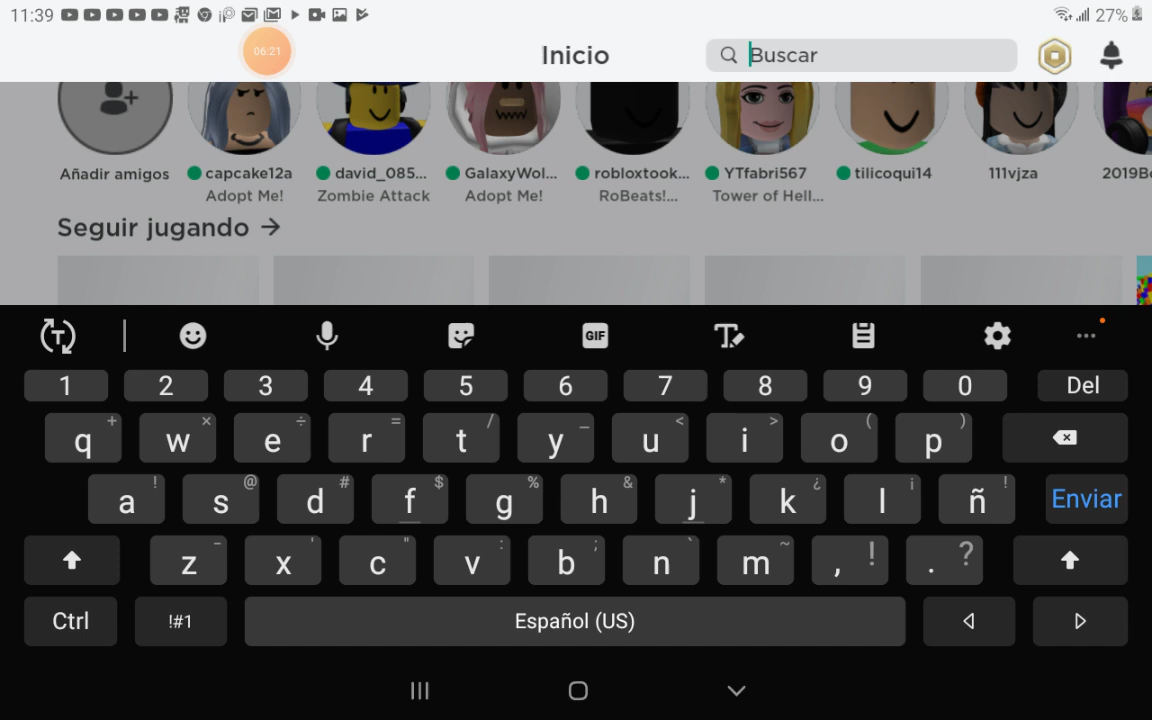 11:39 27%
06:21
Inicio
Buscar
Añadir amigos capcake12a david_085... GalaxyWol... robloxtook... YTfabri567 tilicoqui14 111vjza 2019Bo
Adopt Me! Zombie Attack Adopt Me! RoBeats!... Tower of Hell...
Seguir jugando →
T GIF T ...
1 2 3 4 5 6 7 8 9 0 Del
q + w × e ÷ r = t / y _ u < i > o ( p )
a ! s @ d # f $ g % h & j * k ¿ l ¡ ñ ! Enviar
z - x ' c " v : b ; n ` m ~ , ! . ?
Ctrl !#1 Español (US)